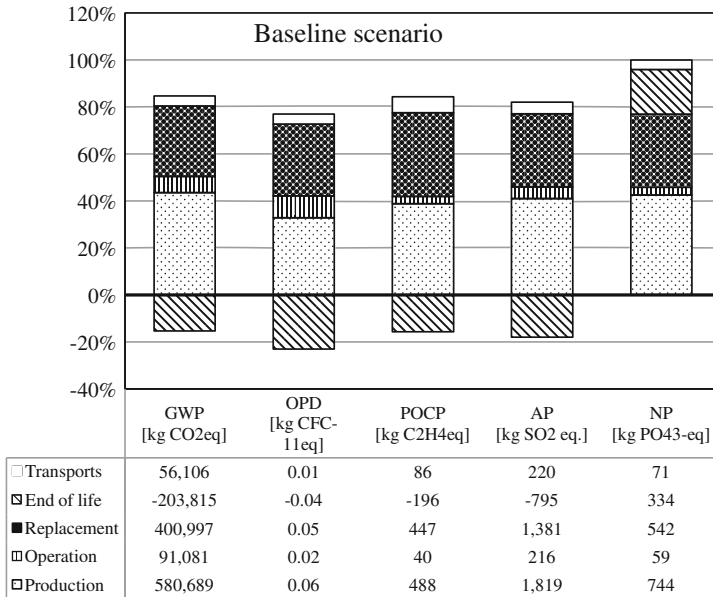 120%
Baseline scenario
100%
80%
60%
40%
20%
0%
-20%
-40%
GWP
[kg CO2eq]
OPD
[kg CFC-
11eq]
POCP
[kg C2H4eq]
AP
[kg SO2 eq.]
NP
[kg PO43-eq]
Transports 56,106 0.01 86 220 71
End of life -203,815 -0.04 -196 -795 334
Replacement 400,997 0.05 447 1,381 542
Operation 91,081 0.02 40 216 59
Production 580,689 0.06 488 1,819 744